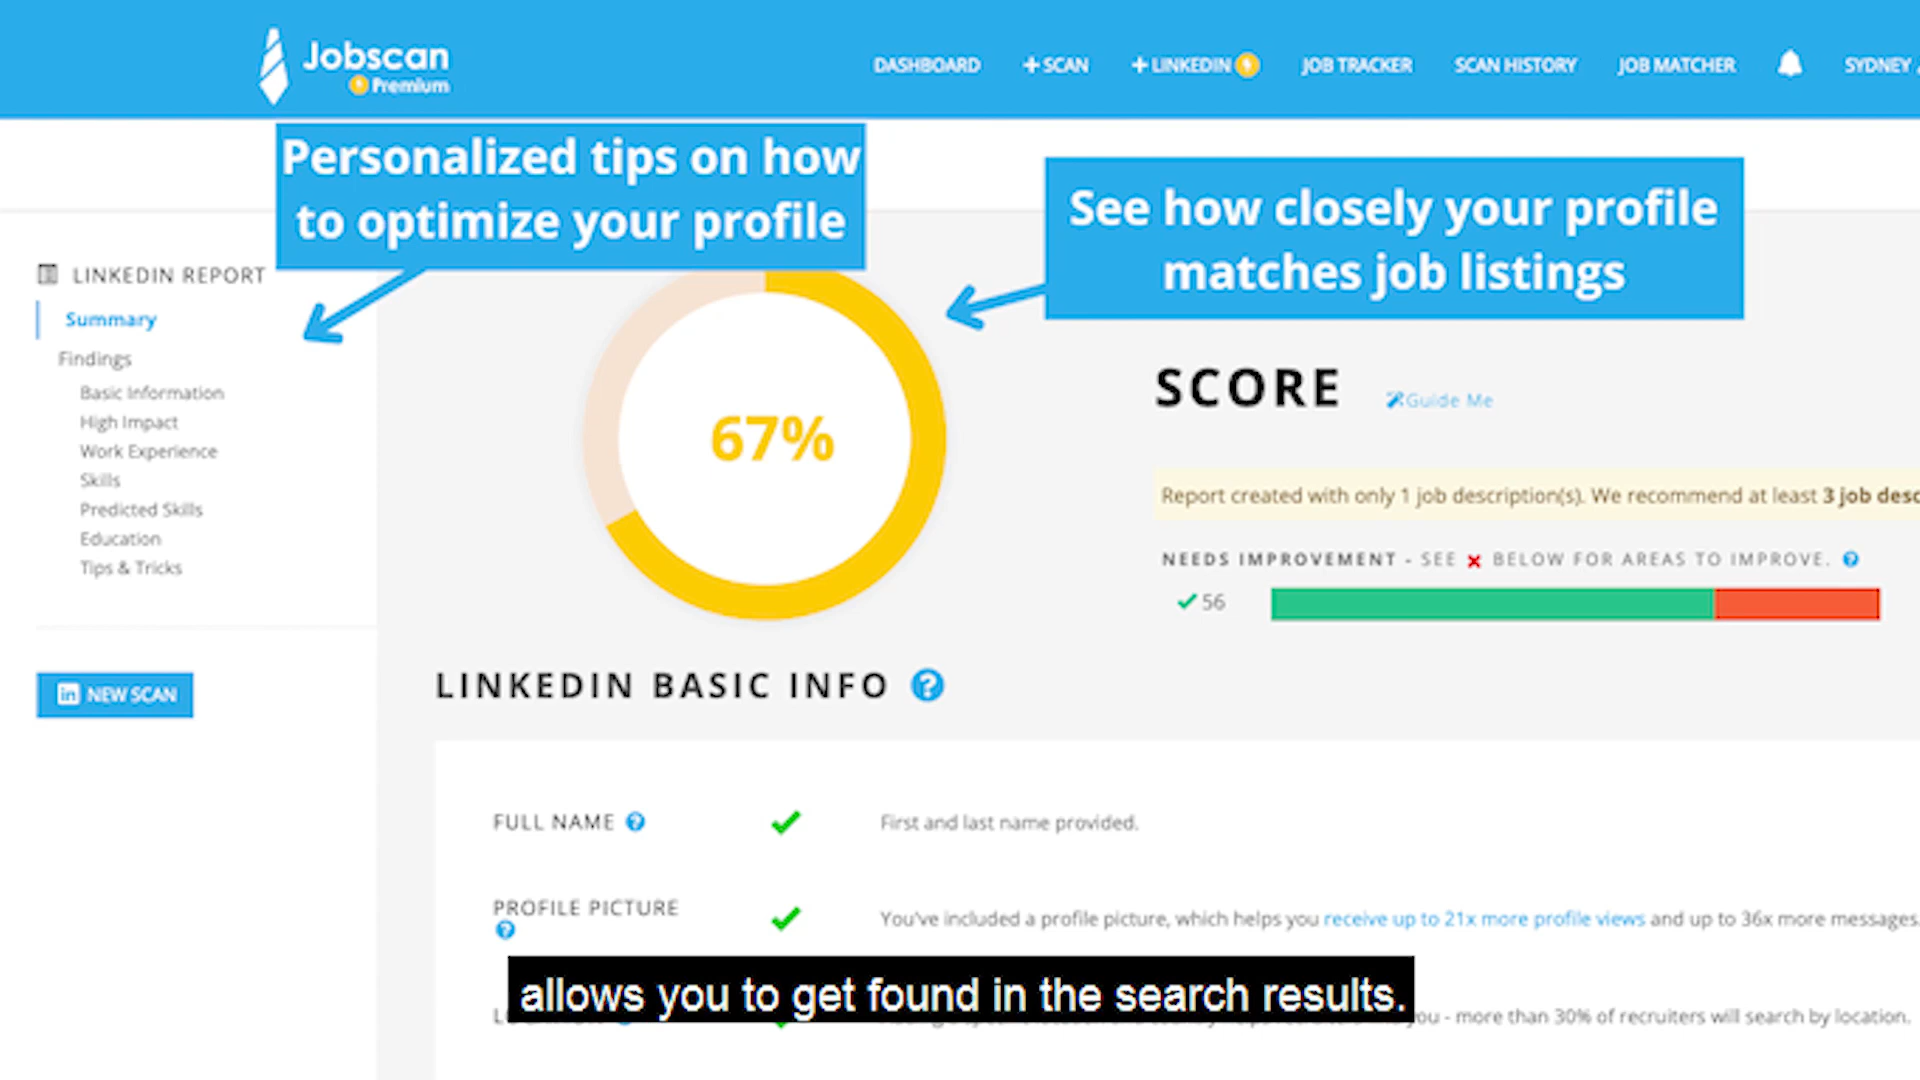 Jobscan
Premium
DASHBOARD
+SCAN
+LINKEDIN
JOB TRACKER
SCAN HISTORY
JOB MATCHER
SYDNEY
Personalized tips on how
to optimize your profile
See how closely your profile
matches job listings
LINKEDIN REPORT
Summary
Findings
Basic Information
High Impact
Work Experience
Skills
Predicted Skills
Education
Tips & Tricks
in NEW SCAN
67%
SCORE
Guide Me
Report created with only 1 job description(s). We recommend at least 3 job desc
NEEDS IMPROVEMENT - SEE ✖ BELOW FOR AREAS TO IMPROVE. ?
✔ 56
LINKEDIN BASIC INFO ?
FULL NAME ?
First and last name provided.
PROFILE PICTURE
?
You've included a profile picture, which helps you receive up to 21x more profile views and up to 36x more messages.
allows you to get found in the search results.
you - more than 30% of recruiters will search by location.